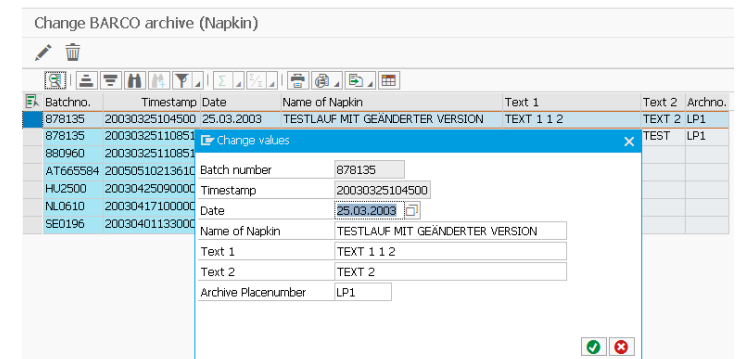 Change BARCO archive (Napkin)
Batchno. Timestamp Date Name of Napkin Text 1 Text 2 Archno.
878135 20030325104500 25.03.2003 TESTLAUF MIT GEÄNDERTER VERSION TEXT 1 1 2 TEXT 2 LP1
878135 20030325110851 TEST LP1
880960 20030325110851
AT665584 20050510213610
HU2500 20030425090000
NL0610 20030417100000
SE0196 20030401133000
Change values
Batch number 878135
Timestamp 20030325104500
Date 25.03.2003
Name of Napkin TESTLAUF MIT GEÄNDERTER VERSION
Text 1 TEXT 1 1 2
Text 2 TEXT 2
Archive Placenumber LP1